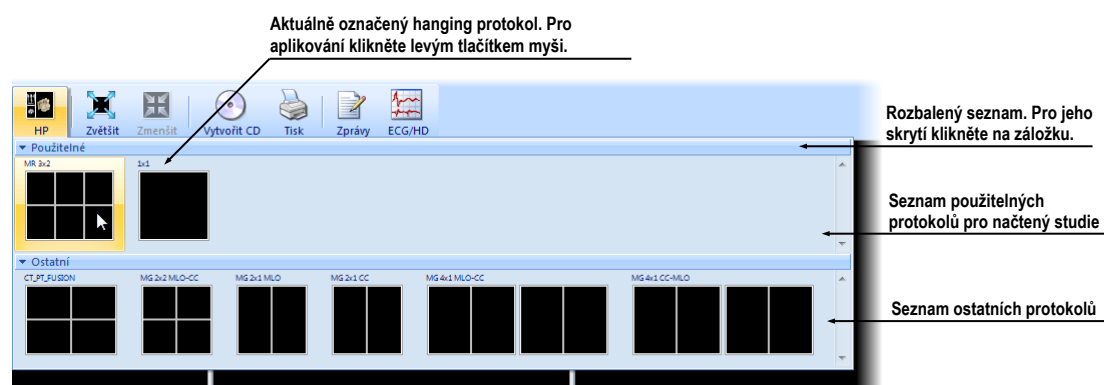 Aktuálně označený hanging protokol. Pro
aplikování klikněte levým tlačítkem myši.
HP
Zvětšit
Zmenšit
Vytvořit CD
Tisk
Zprávy
ECG/HD
Rozbalený seznam. Pro jeho
skrytí klikněte na záložku.
Použitelné
MR 3x2
1x1
Seznam použitelných
protokolů pro načtený studie
Ostatní
CT_PT_FUSION
MG 2x2 MLO-CC
MG 2x1 MLO
MG 2x1 CC
MG 4x1 MLO-CC
MG 4x1 CC-MLO
Seznam ostatních protokolů